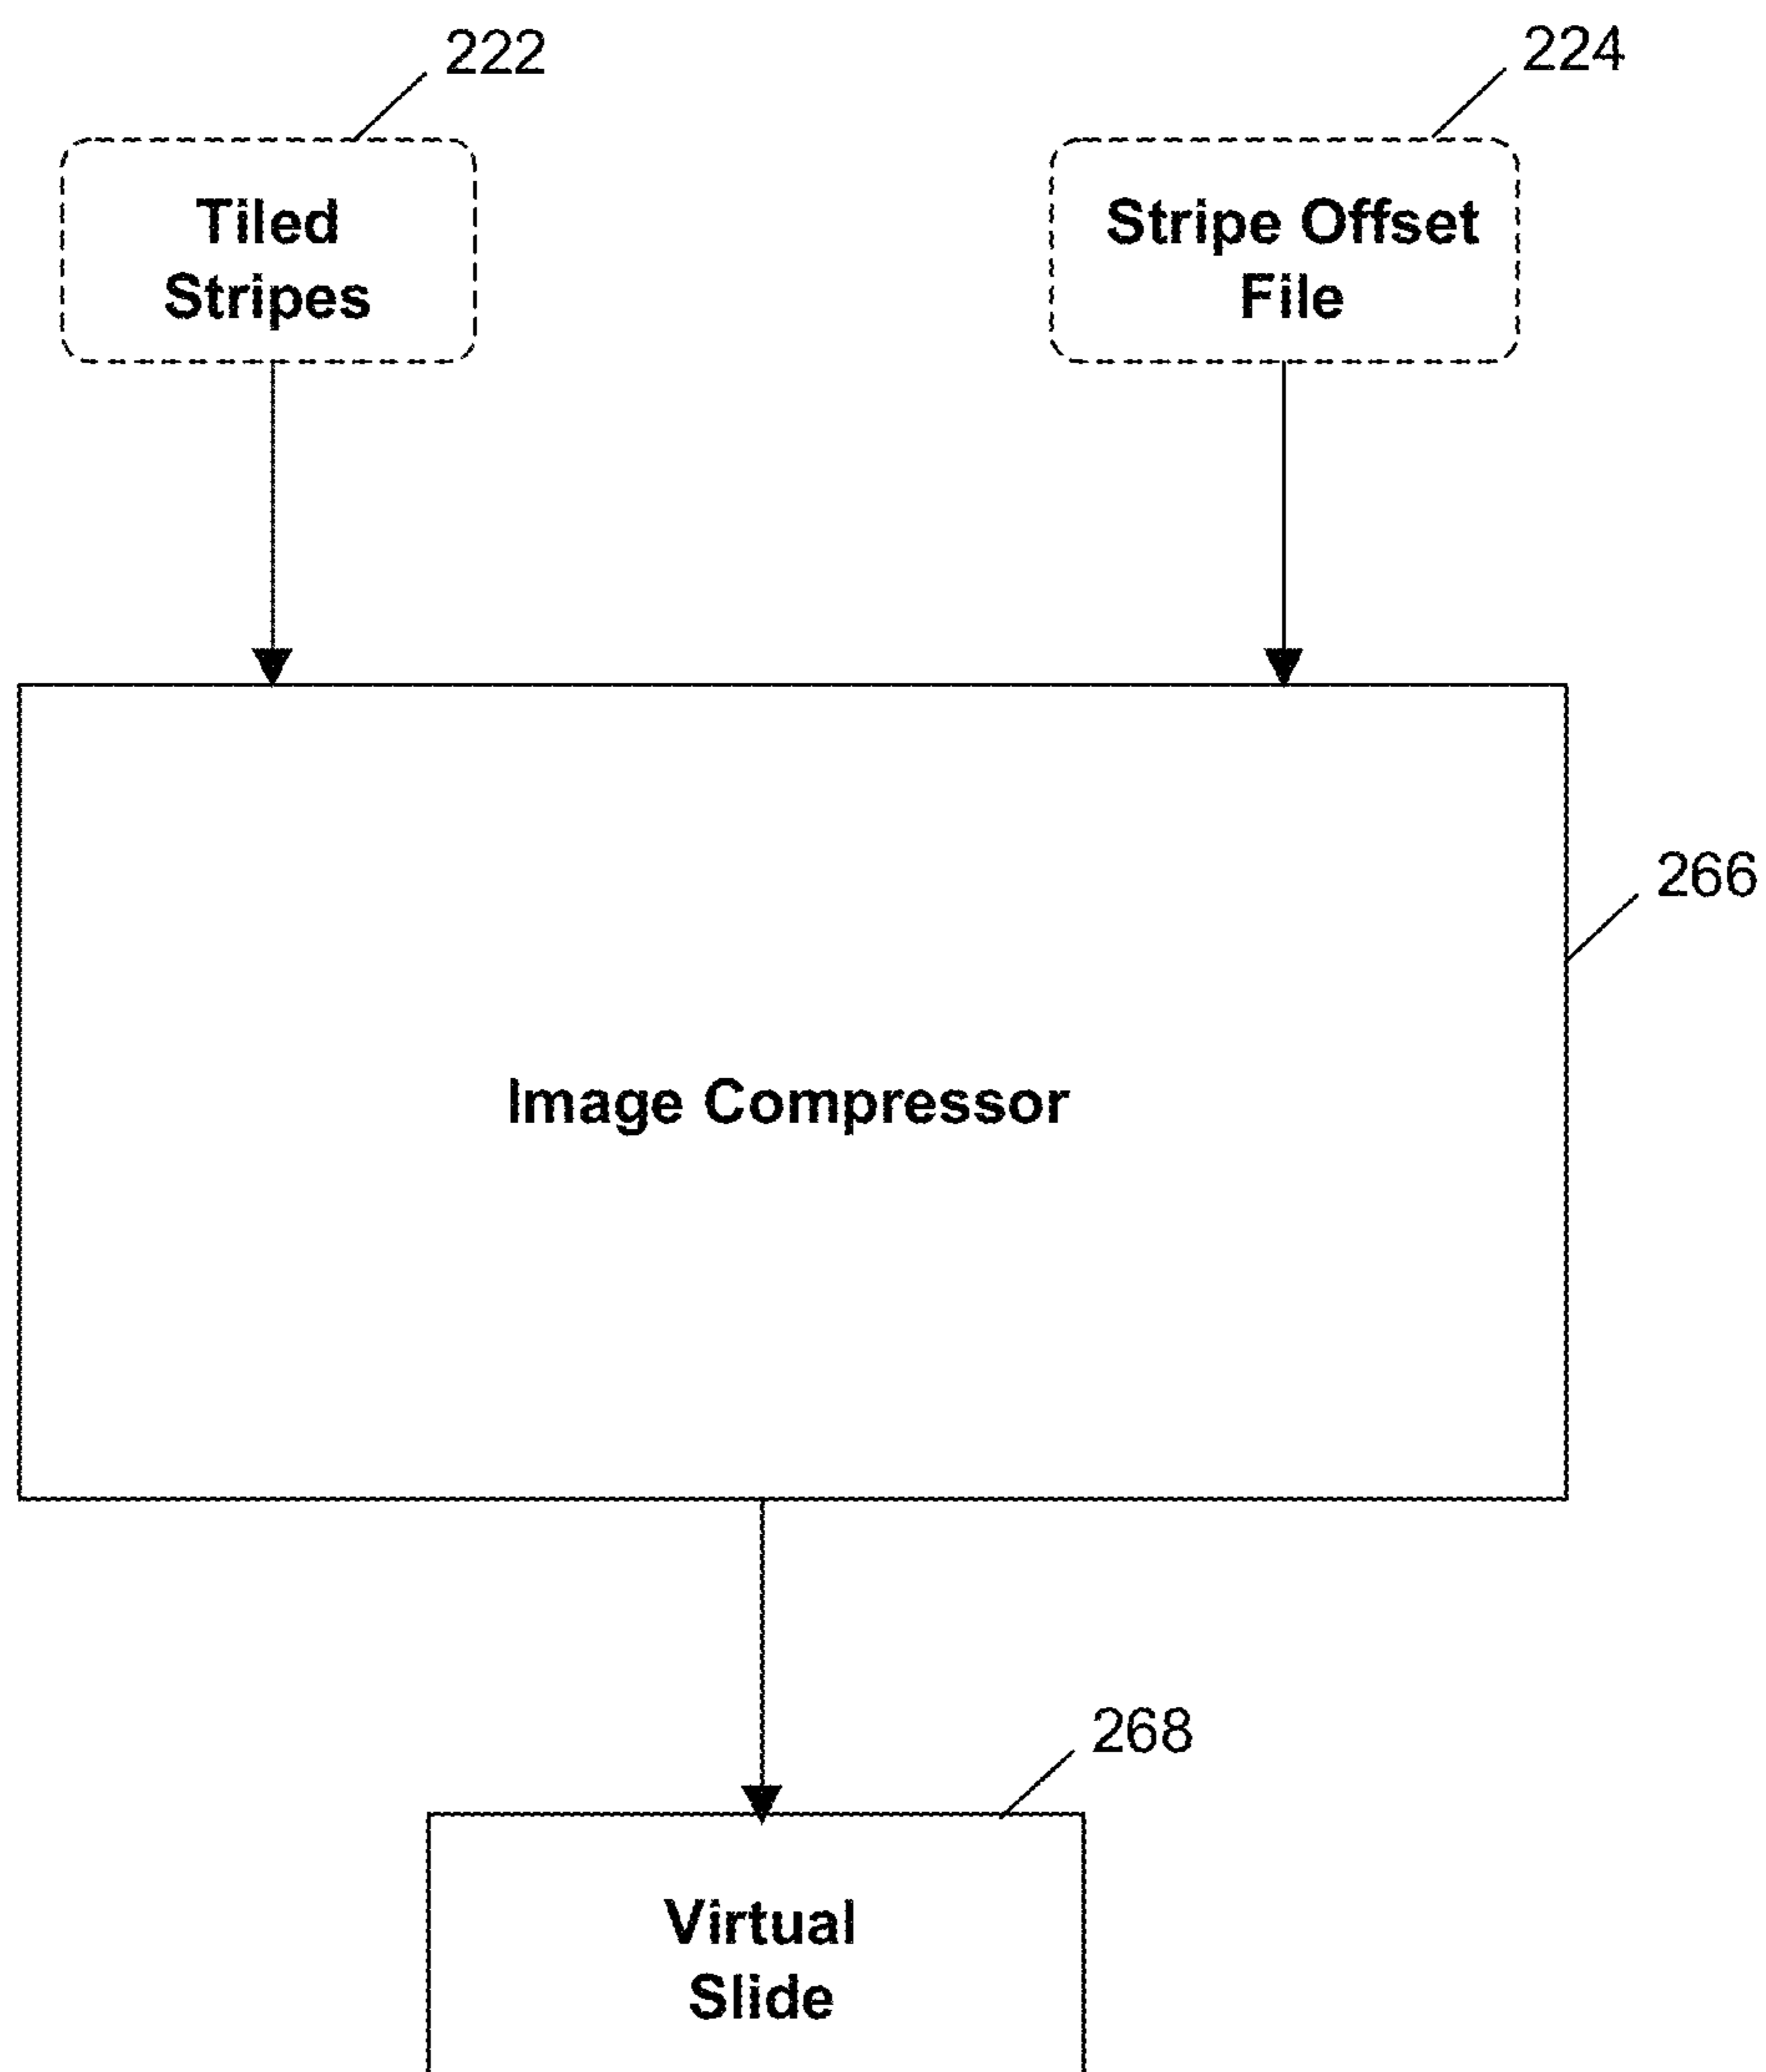 222
224
Tiled
Stripes
Stripe Offset
File
266
Image Compressor
268
Virtual
Slide